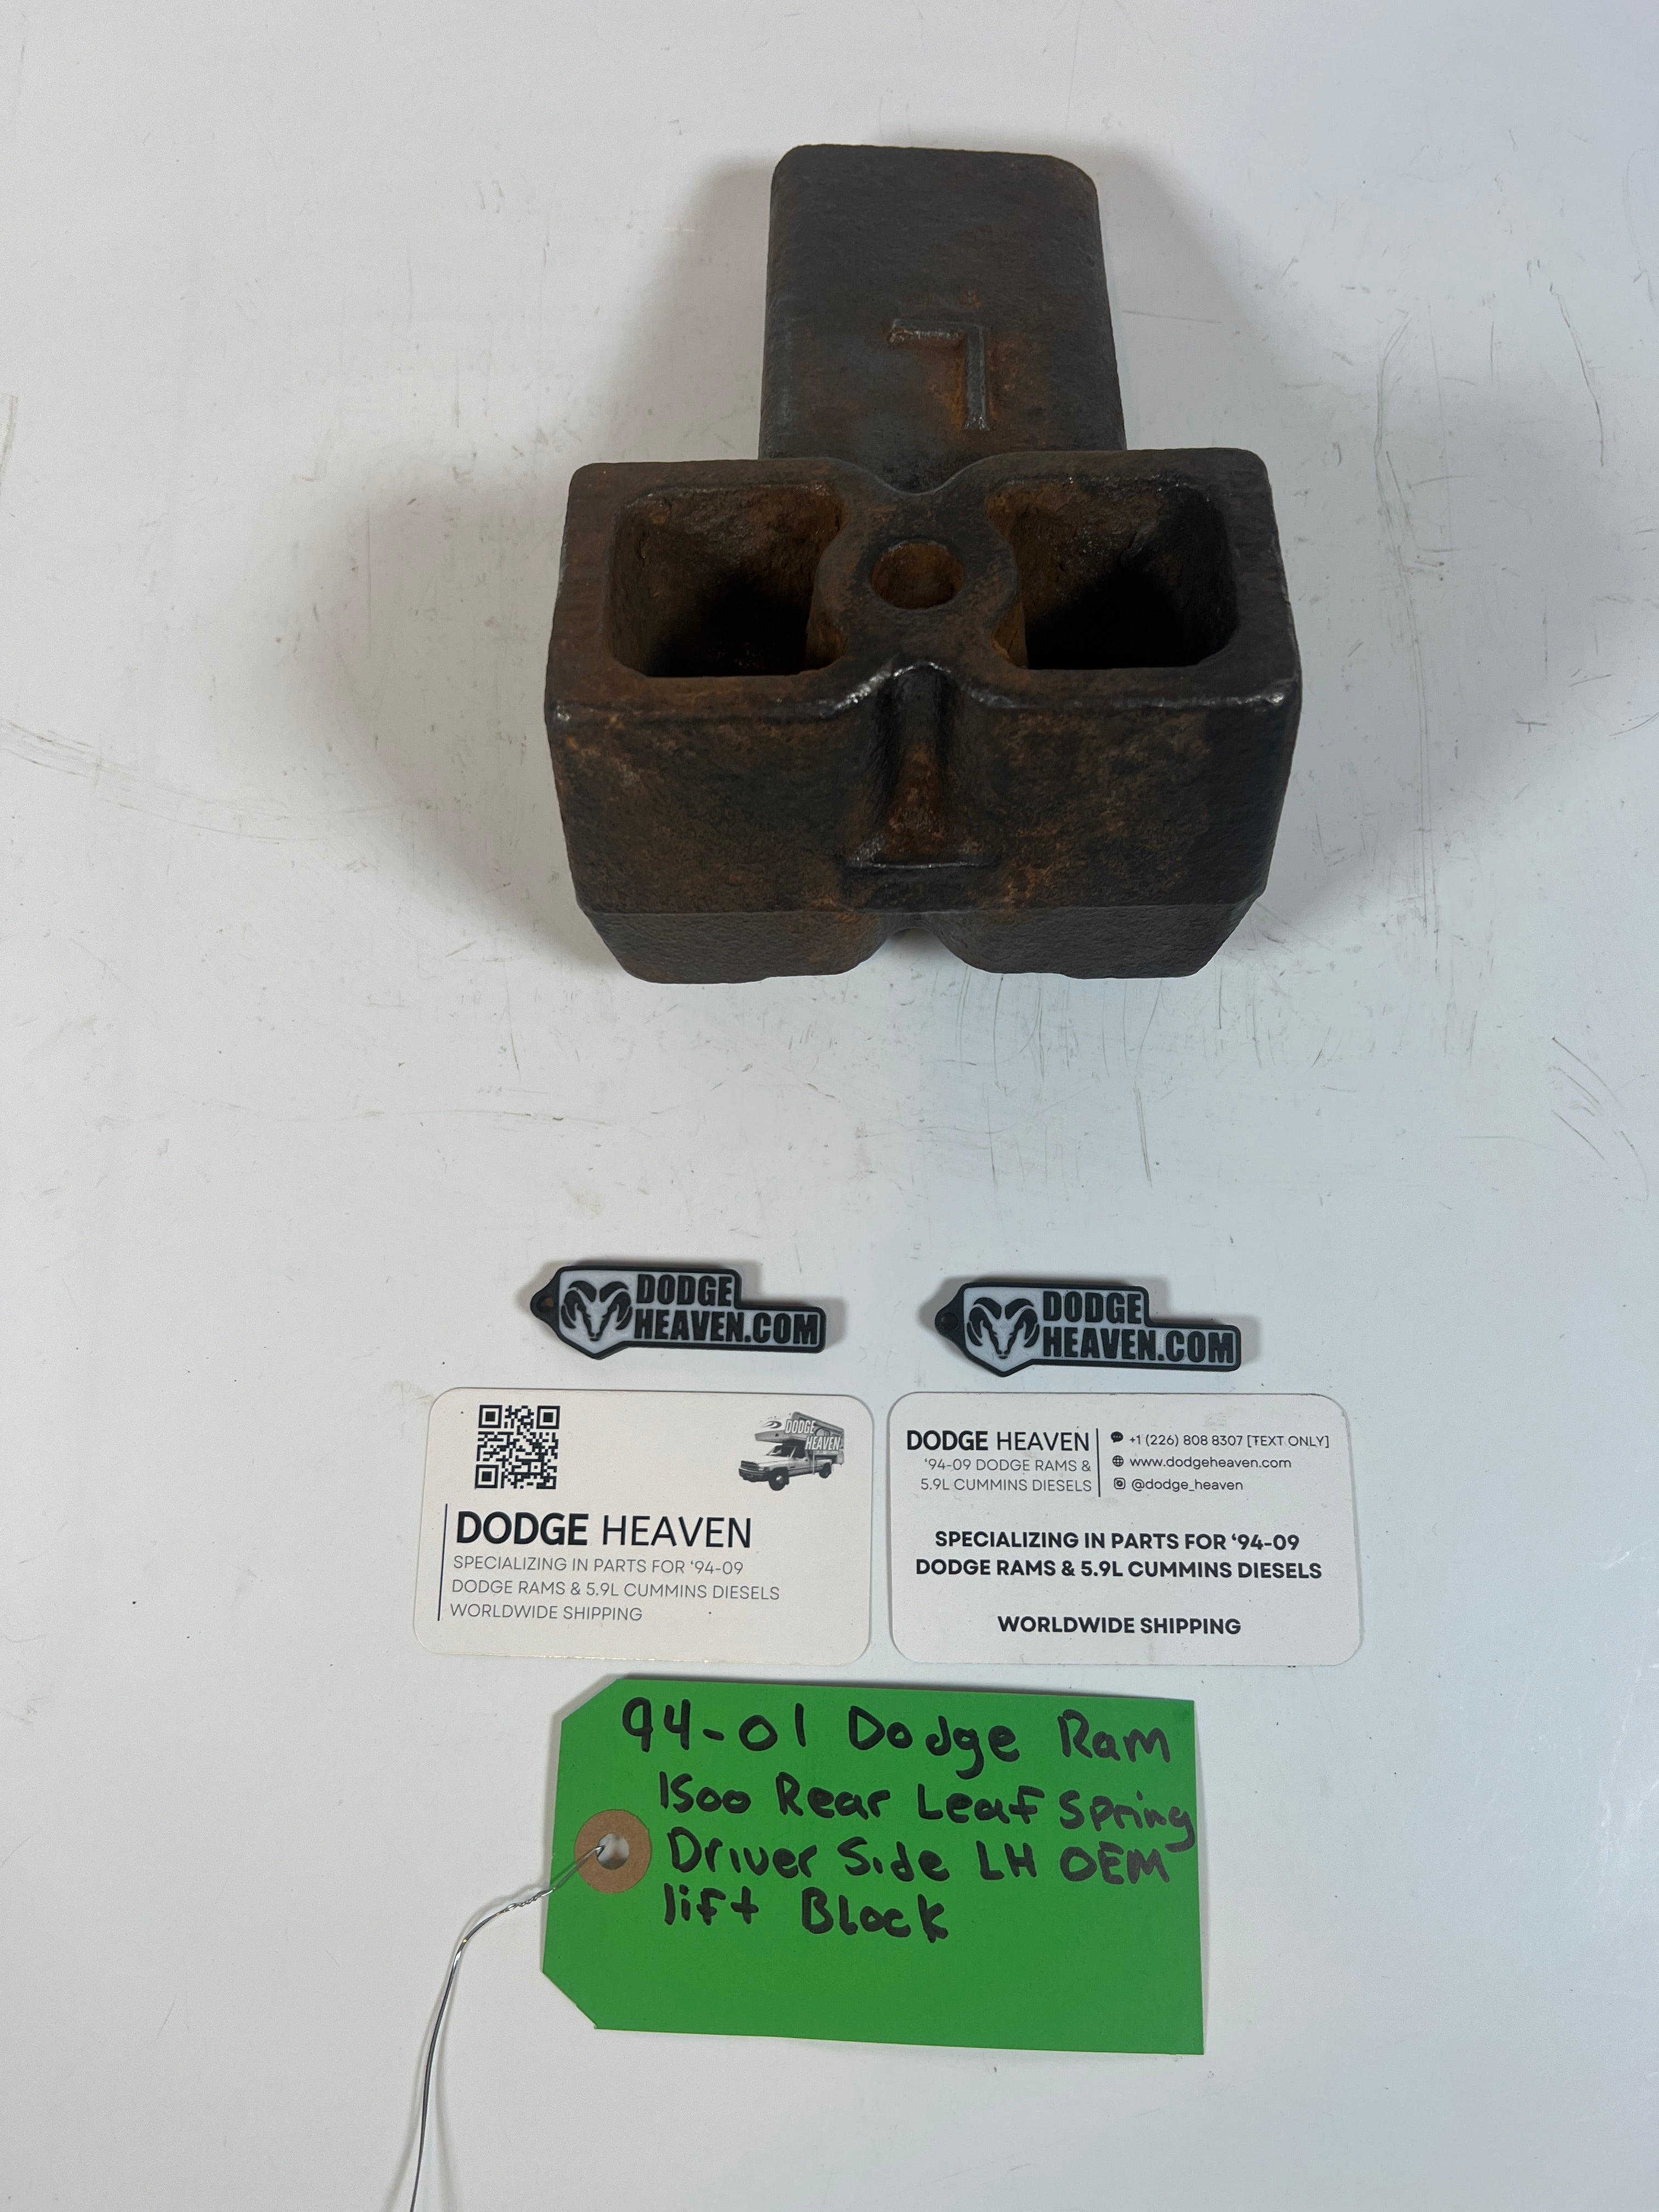 L
DODGE
HEAVEN.COM
DODGE
HEAVEN.COM
DODGE
HEAVEN
DODGE HEAVEN
SPECIALIZING IN PARTS FOR ‘94-09
DODGE RAMS & 5.9L CUMMINS DIESELS
WORLDWIDE SHIPPING
DODGE HEAVEN
‘94-09 DODGE RAMS &
5.9L CUMMINS DIESELS
+1 (226) 808 8307 [TEXT ONLY]
www.dodgeheaven.com
@dodge_heaven
SPECIALIZING IN PARTS FOR ‘94-09
DODGE RAMS & 5.9L CUMMINS DIESELS
WORLDWIDE SHIPPING
94-01 Dodge Ram
1500 Rear Leaf Spring
Driver Side LH OEM
lift Block